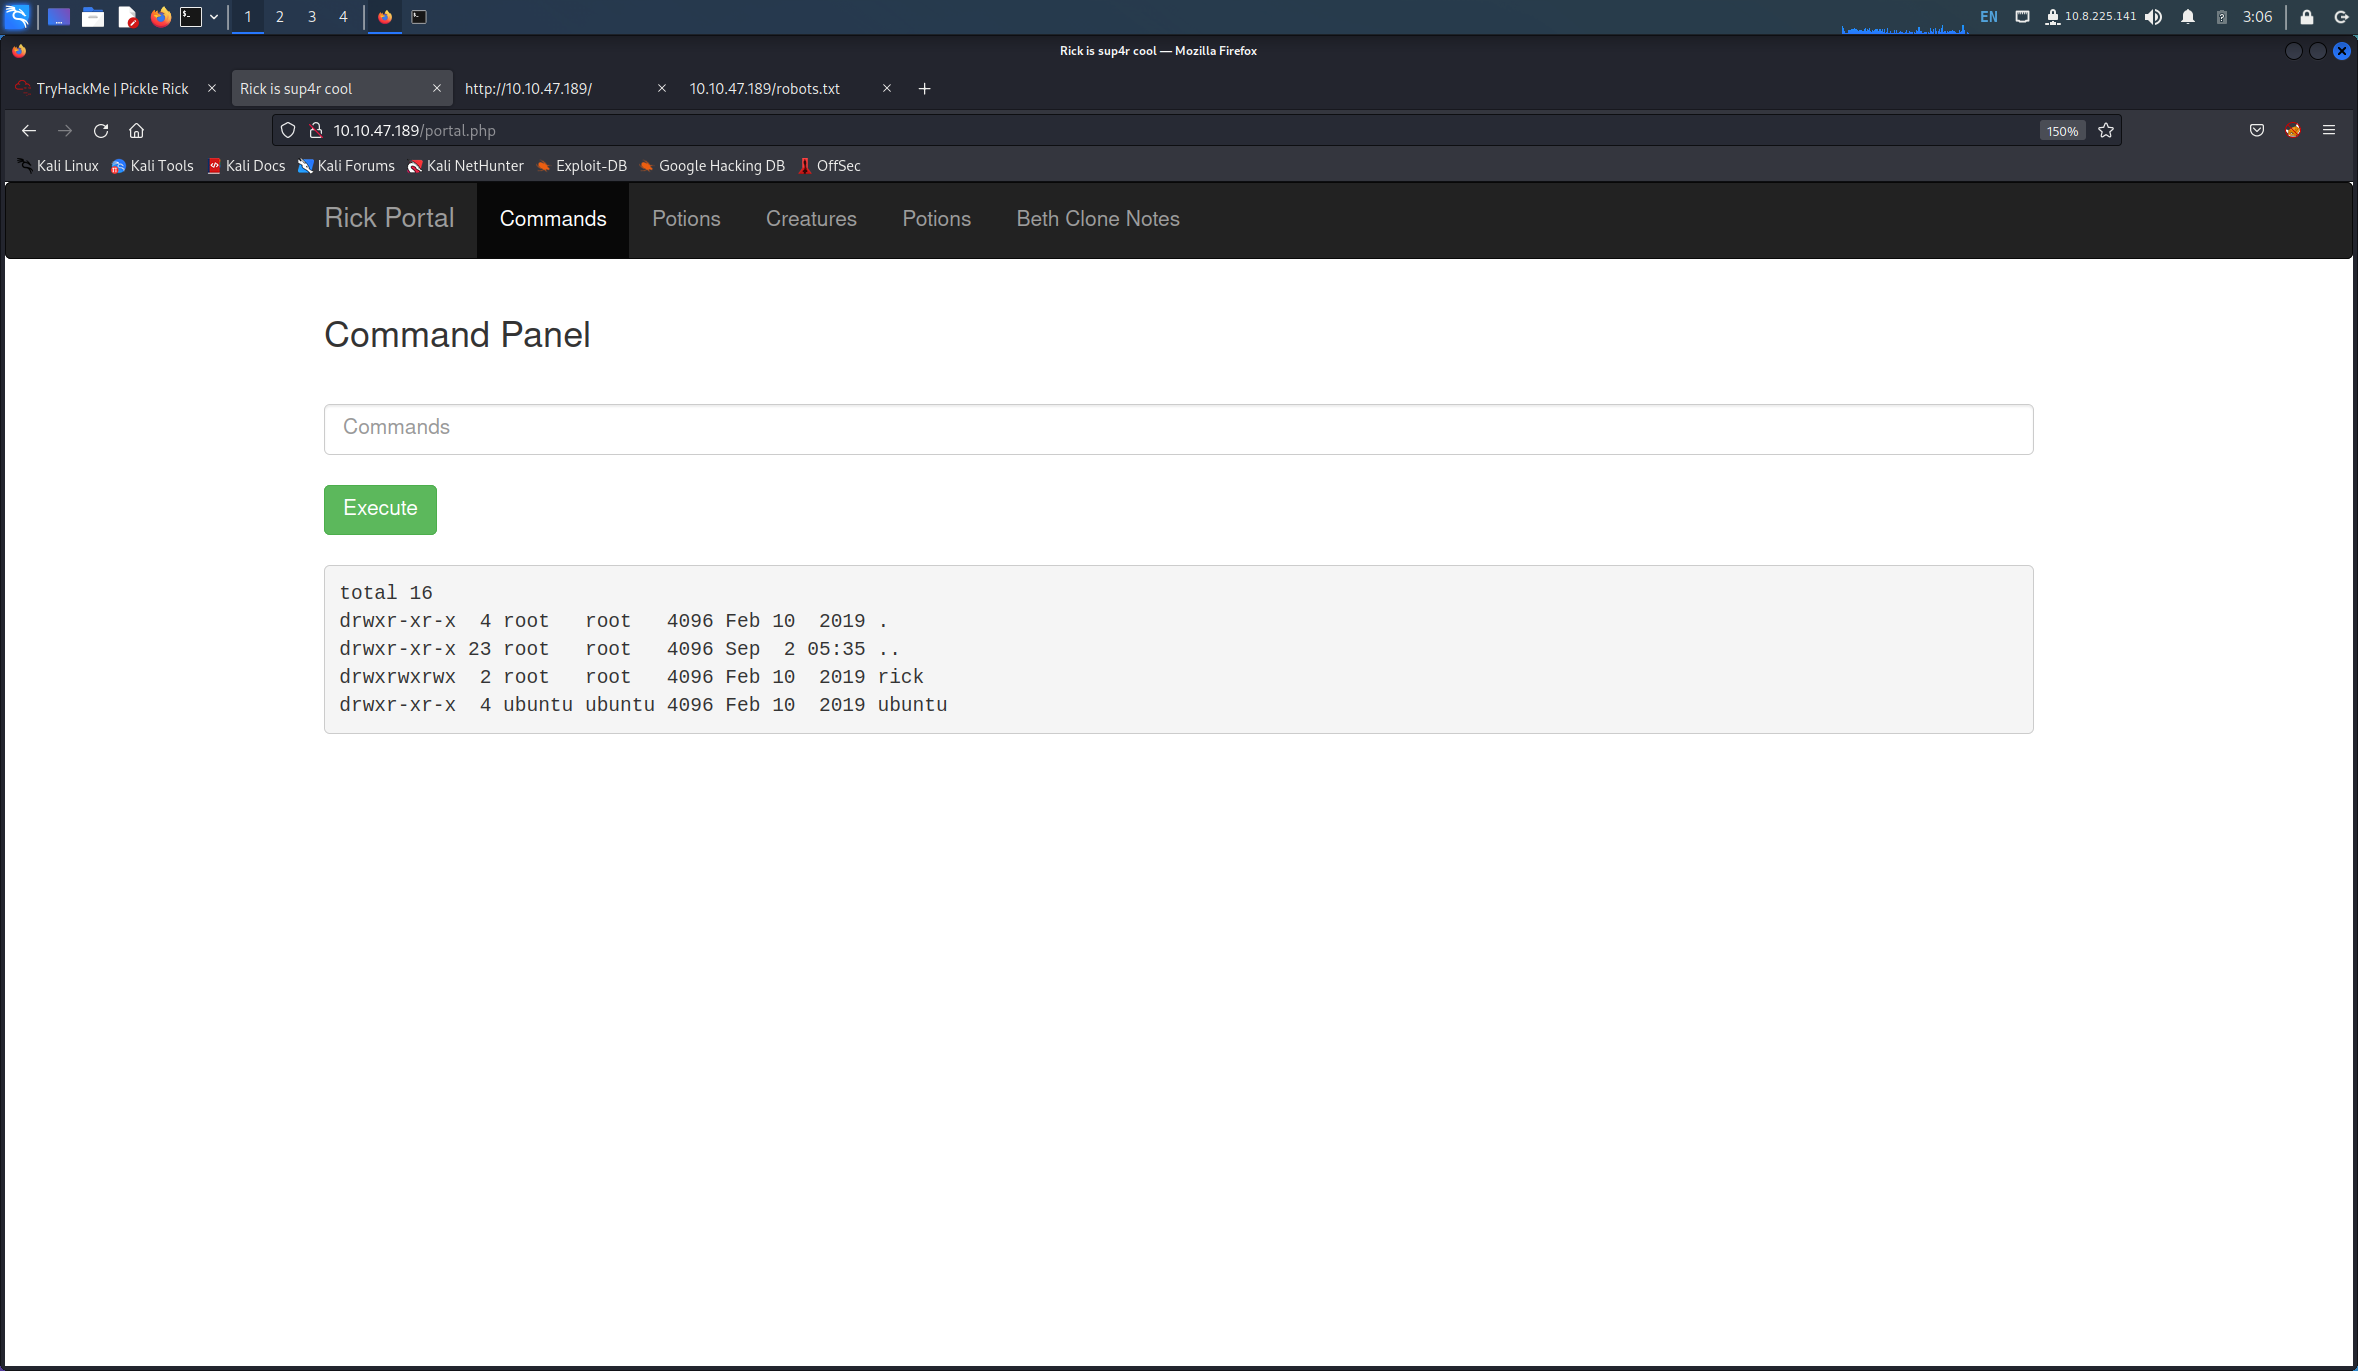 1 2 3 4 EN 10.8.225.141 3:06
Rick is sup4r cool — Mozilla Firefox
TryHackMe | Pickle Rick Rick is sup4r cool http://10.10.47.189/ 10.10.47.189/robots.txt
10.10.47.189/portal.php 150%
Kali Linux Kali Tools Kali Docs Kali Forums Kali NetHunter Exploit-DB Google Hacking DB OffSec
Rick Portal Commands Potions Creatures Potions Beth Clone Notes
Command Panel
Commands
Execute
total 16
drwxr-xr-x  4 root   root   4096 Feb 10  2019 .
drwxr-xr-x 23 root   root   4096 Sep  2 05:35 ..
drwxrwxrwx  2 root   root   4096 Feb 10  2019 rick
drwxr-xr-x  4 ubuntu ubuntu 4096 Feb 10  2019 ubuntu